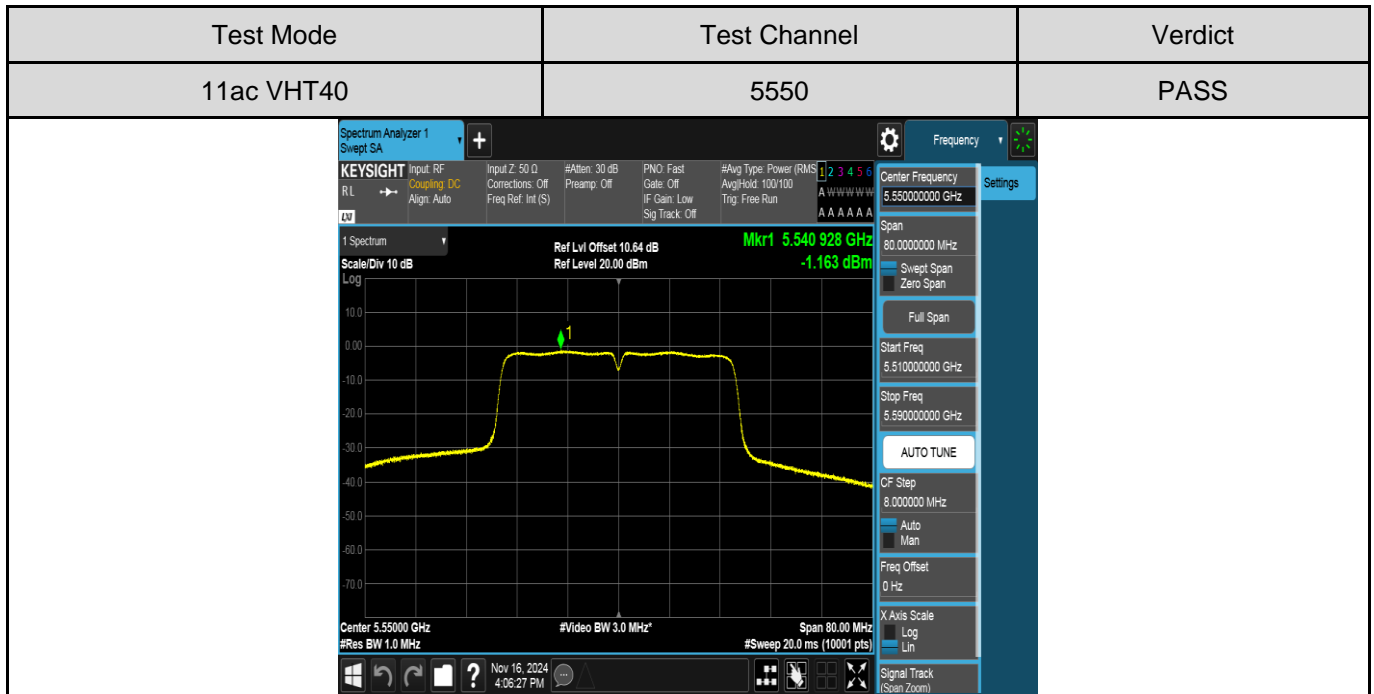 Test Mode Test Channel Verdict
11ac VHT40 5550 PASS
Spectrum Analyzer 1
Swept SA
+
Frequency
KEYSIGHT
R L
LXI
Input: RF
Coupling: DC
Align: Auto
Input Z: 50 Ω
Corrections: Off
Freq Ref: Int (S)
#Atten: 30 dB
Preamp: Off
PNO: Fast
Gate: Off
IF Gain: Low
Sig Track: Off
#Avg Type: Power (RMS
Avg|Hold: 100/100
Trig: Free Run
1 2 3 4 5 6
A W W W W W
A A A A A A
1 Spectrum
Scale/Div 10 dB
Ref Lvl Offset 10.64 dB
Ref Level 20.00 dBm
Mkr1 5.540 928 GHz
-1.163 dBm
Log
10.0
0.00
-10.0
-20.0
-30.0
-40.0
-50.0
-60.0
-70.0
1
Center 5.55000 GHz
#Res BW 1.0 MHz
#Video BW 3.0 MHz*
Span 80.00 MHz
#Sweep 20.0 ms (10001 pts)
?
Nov 16, 2024
4:06:27 PM
Center Frequency
5.550000000 GHz
Span
80.0000000 MHz
Swept Span
Zero Span
Full Span
Start Freq
5.510000000 GHz
Stop Freq
5.590000000 GHz
AUTO TUNE
CF Step
8.000000 MHz
Auto
Man
Freq Offset
0 Hz
X Axis Scale
Log
Lin
Signal Track
(Span Zoom)
Settings